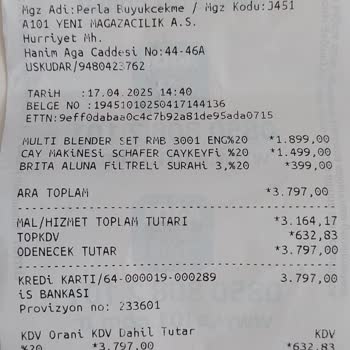 Mgz Adi:Perla Buyukcekme / Mgz Kodu:J451
A101 YENI MAGAZACILIK A.S.
Hurriyet Mh.
Hanim Aga Caddesi No:44-46A
USKUDAR/9480423762
TARiH :17.04.2025 14:40
BELGE NO :19451010250417144136
ETTN:9eff0dabaa0c4c7b92a81de95ada0715
MULTI BLENDER SET RMB 3001 ENG%20 *1.899,00
CAY MAKiNESi SCHAFER CAYKEYFi %20 *1.499,00
BRITA ALUNA FiLTRELi SURAHi 3,%20 *399,00
ARA TOPLAM *3.797,00
MAL/HiZMET TOPLAM TUTARI *3.164,17
TOPKDV *632,83
ODENECEK TUTAR *3.797,00
KREDi KARTI/64-000019-000289 3.797,00
iS BANKASI
Provizyon no: 233601
KDV Orani KDV Dahil Tutar KDV
%20 *3.797,00 *632,83